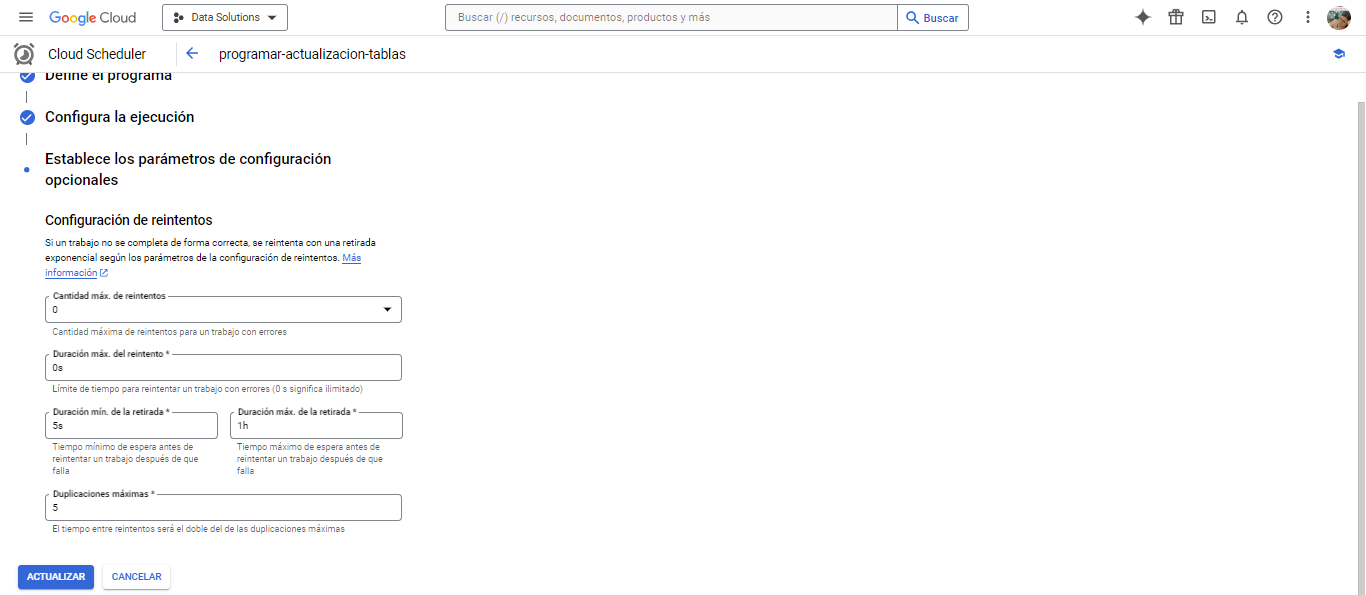 Google Cloud
Data Solutions
Buscar (/) recursos, documentos, productos y más
Buscar
Cloud Scheduler
programar-actualizacion-tablas
Define el programa
Configura la ejecución
Establece los parámetros de configuración
opcionales
Configuración de reintentos
Si un trabajo no se completa de forma correcta, se reintenta con una retirada
exponencial según los parámetros de la configuración de reintentos. Más
información
Cantidad máx. de reintentos
0
Cantidad máxima de reintentos para un trabajo con errores
Duración máx. del reintento *
0s
Límite de tiempo para reintentar un trabajo con errores (0 s significa ilimitado)
Duración mín. de la retirada *
5s
Tiempo mínimo de espera antes de
reintentar un trabajo después de que
falla
Duración máx. de la retirada *
1h
Tiempo máximo de espera antes de
reintentar un trabajo después de que
falla
Duplicaciones máximas *
5
El tiempo entre reintentos será el doble del de las duplicaciones máximas
ACTUALIZAR
CANCELAR